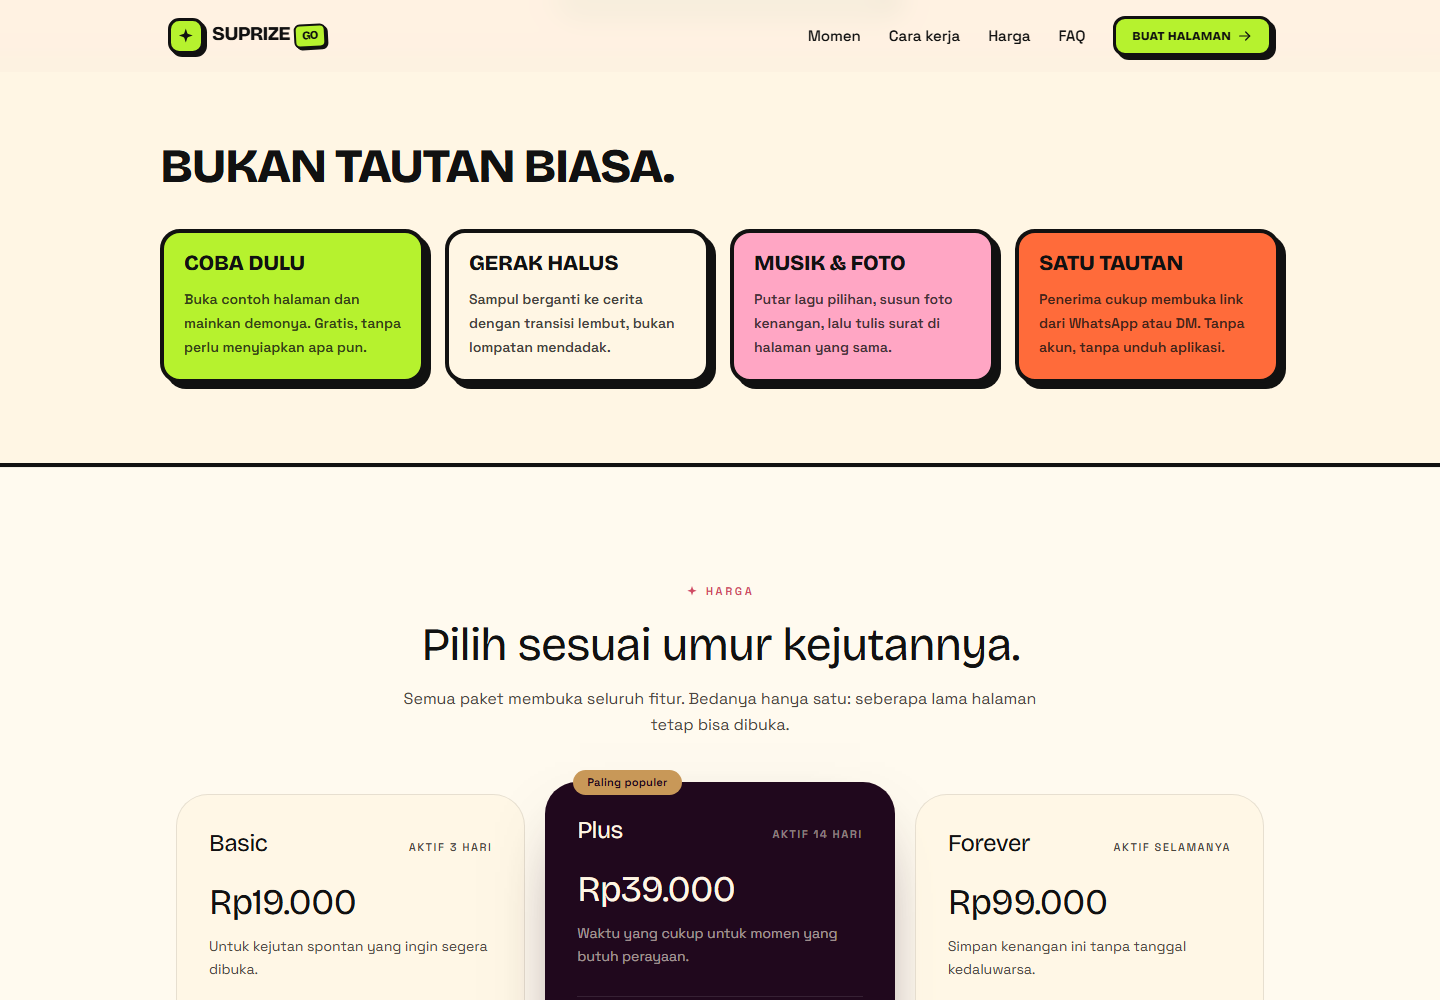 SUPRIZE GO
Momen
Cara kerja
Harga
FAQ
BUAT HALAMAN →
BUKAN TAUTAN BIASA.
COBA DULU
Buka contoh halaman dan
mainkan demonya. Gratis, tanpa
perlu menyiapkan apa pun.
GERAK HALUS
Sampul berganti ke cerita
dengan transisi lembut, bukan
lompatan mendadak.
MUSIK & FOTO
Putar lagu pilihan, susun foto
kenangan, lalu tulis surat di
halaman yang sama.
SATU TAUTAN
Penerima cukup membuka link
dari WhatsApp atau DM. Tanpa
akun, tanpa unduh aplikasi.
✦ HARGA
Pilih sesuai umur kejutannya.
Semua paket membuka seluruh fitur. Bedanya hanya satu: seberapa lama halaman
tetap bisa dibuka.
Basic
AKTIF 3 HARI
Rp19.000
Untuk kejutan spontan yang ingin segera
dibuka.
Paling populer
Plus
AKTIF 14 HARI
Rp39.000
Waktu yang cukup untuk momen yang
butuh perayaan.
Forever
AKTIF SELAMANYA
Rp99.000
Simpan kenangan ini tanpa tanggal
kedaluwarsa.